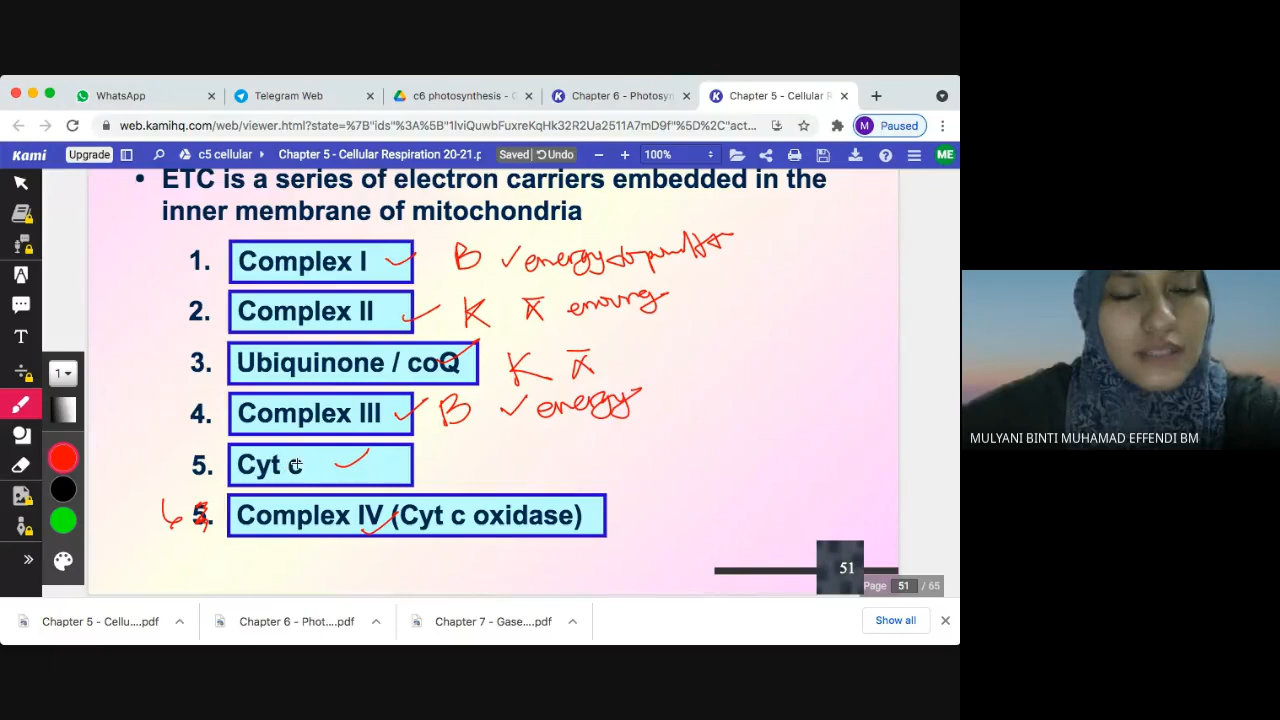 WhatsApp
Telegram Web
c6 photosynthesis - G
Chapter 6 - Photosyn
Chapter 5 - Cellular R
web.kamihq.com/web/viewer.html?state=%7B"ids"%3A%5B"1lviQuwbFuxreKqHk32R2Ua2511A7mD9f"%5D%2C"act...
M Paused
Kami Upgrade c5 cellular Chapter 5 - Cellular Respiration 20-21.p Saved Undo 100% ME
• ETC is a series of electron carriers embedded in the
inner membrane of mitochondria
1. Complex I B ✓ energy
2. Complex II K x̄
3. Ubiquinone / coQ K x̄
4. Complex III B ✓ energy
5. Cyt c
6 5. Complex IV (Cyt c oxidase)
51
Page 51 / 65
T
1
MULYANI BINTI MUHAMAD EFFENDI BM
Chapter 5 - Cellu....pdf
Chapter 6 - Phot....pdf
Chapter 7 - Gase....pdf
Show all